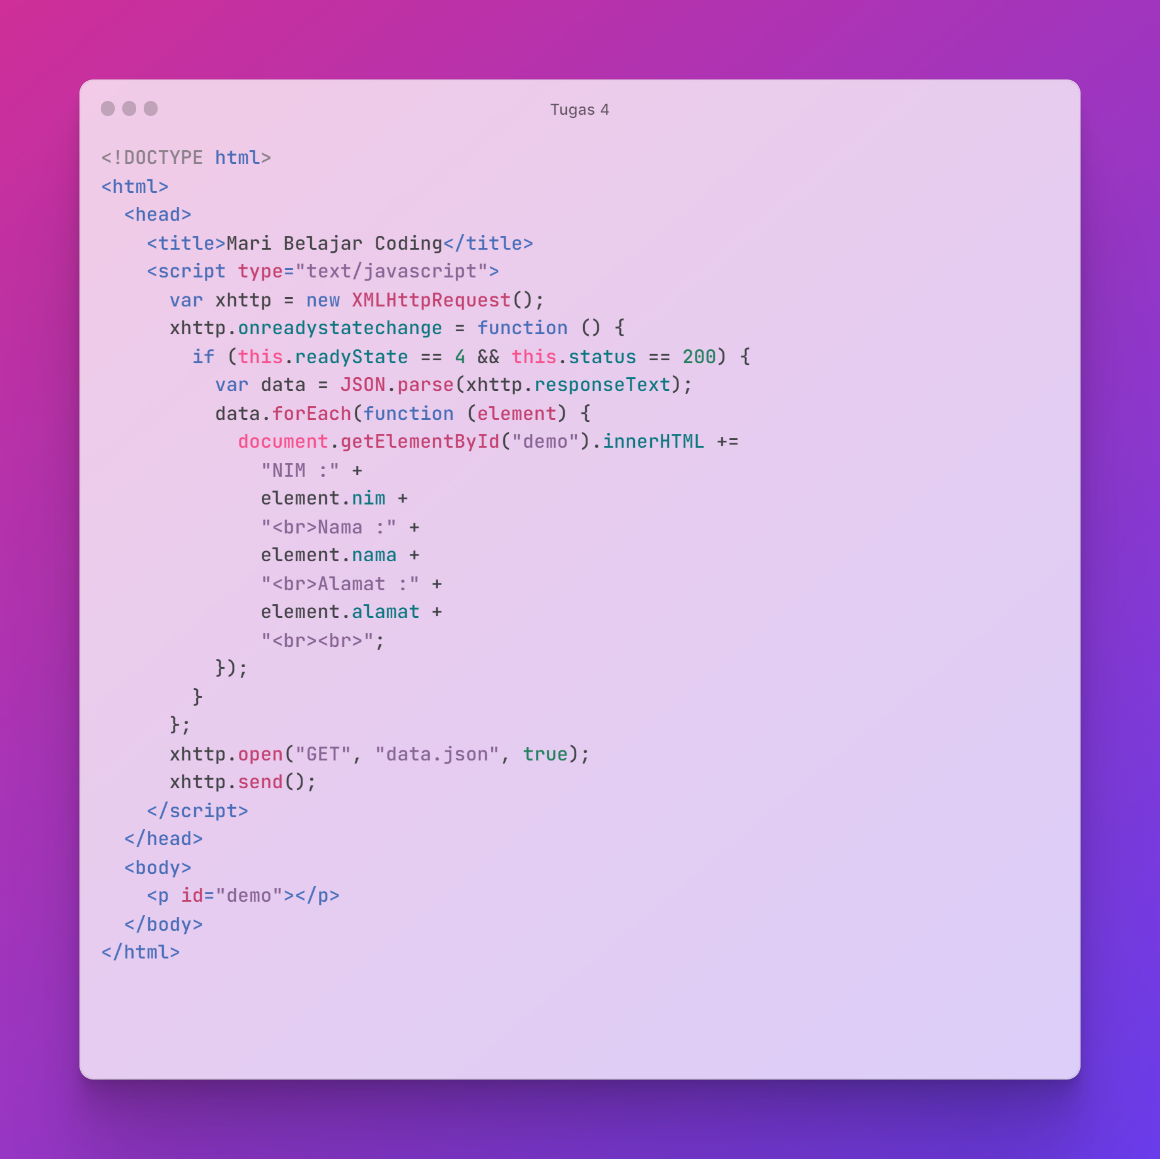 Tugas 4
<!DOCTYPE html>
<html>
  <head>
    <title>Mari Belajar Coding</title>
    <script type="text/javascript">
      var xhttp = new XMLHttpRequest();
      xhttp.onreadystatechange = function () {
        if (this.readyState == 4 && this.status == 200) {
          var data = JSON.parse(xhttp.responseText);
          data.forEach(function (element) {
            document.getElementById("demo").innerHTML +=
              "NIM :" +
              element.nim +
              "<br>Nama :" +
              element.nama +
              "<br>Alamat :" +
              element.alamat +
              "<br><br>";
          });
        }
      };
      xhttp.open("GET", "data.json", true);
      xhttp.send();
    </script>
  </head>
  <body>
    <p id="demo"></p>
  </body>
</html>